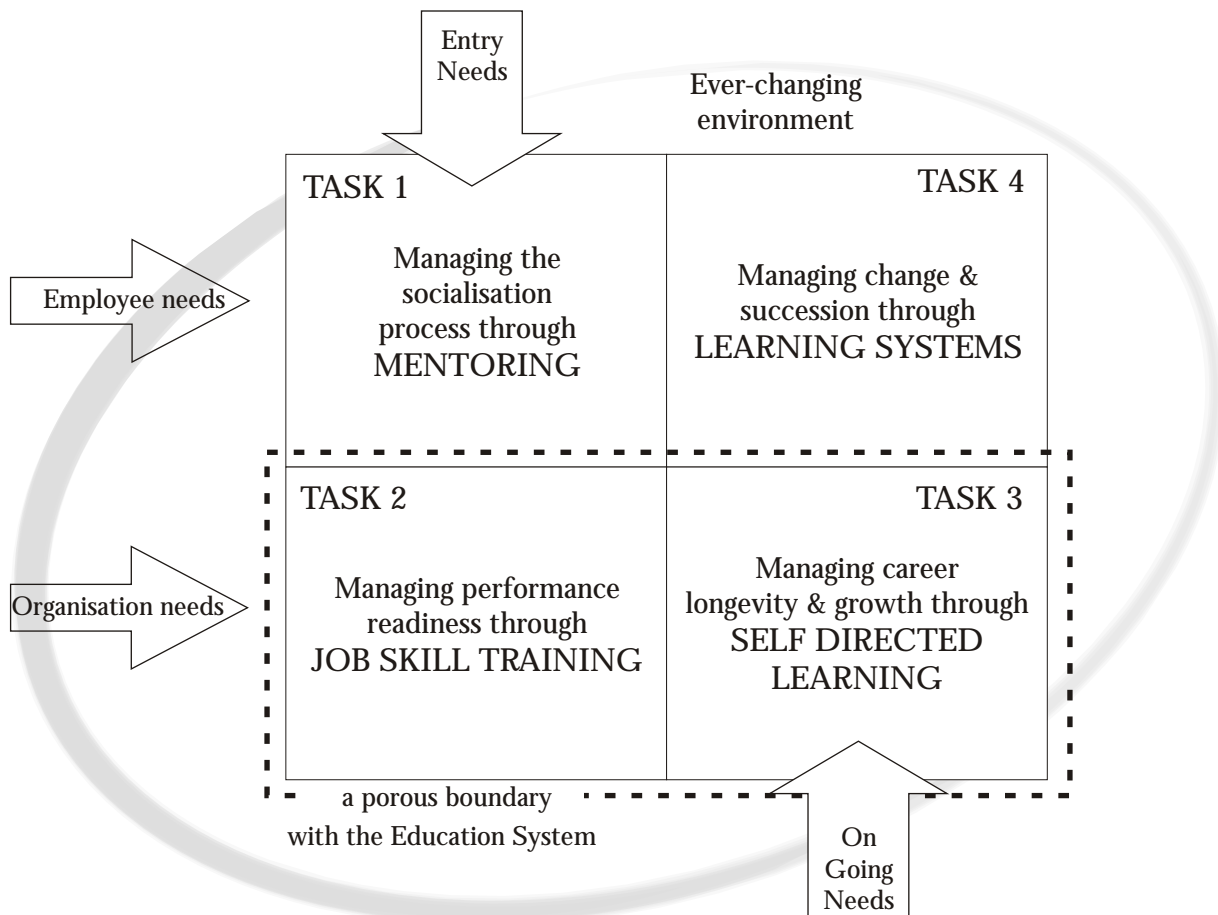 Entry
Needs
Ever-changing
environment
TASK 1
Managing the
socialisation
process through
MENTORING
TASK 4
Managing change &
succession through
LEARNING SYSTEMS
Employee needs
TASK 2
Managing performance
readiness through
JOB SKILL TRAINING
TASK 3
Managing career
longevity & growth through
SELF DIRECTED
LEARNING
Organisation needs
a porous boundary
with the Education System
On
Going
Needs